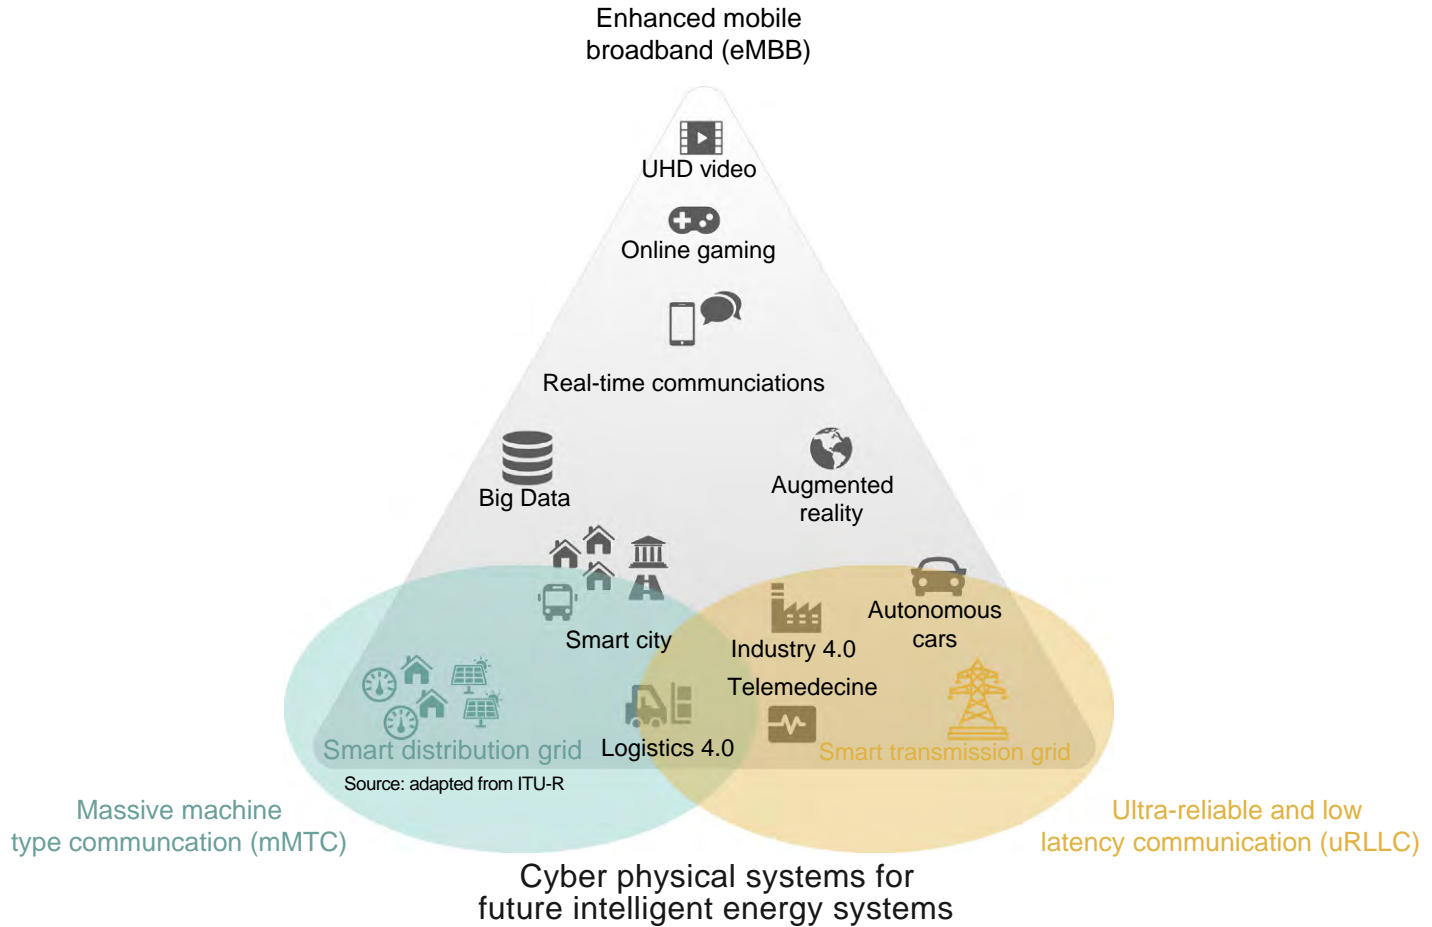 Enhanced mobile
broadband (eMBB)
UHD video
Online gaming
Real-time communciations
Big Data
Augmented
reality
Autonomous
cars
Smart city
Industry 4.0
Telemedecine
Smart distribution grid
Logistics 4.0
Smart transmission grid
Source: adapted from ITU-R
Massive machine
type communcation (mMTC)
Ultra-reliable and low
latency communication (uRLLC)
Cyber physical systems for
future intelligent energy systems